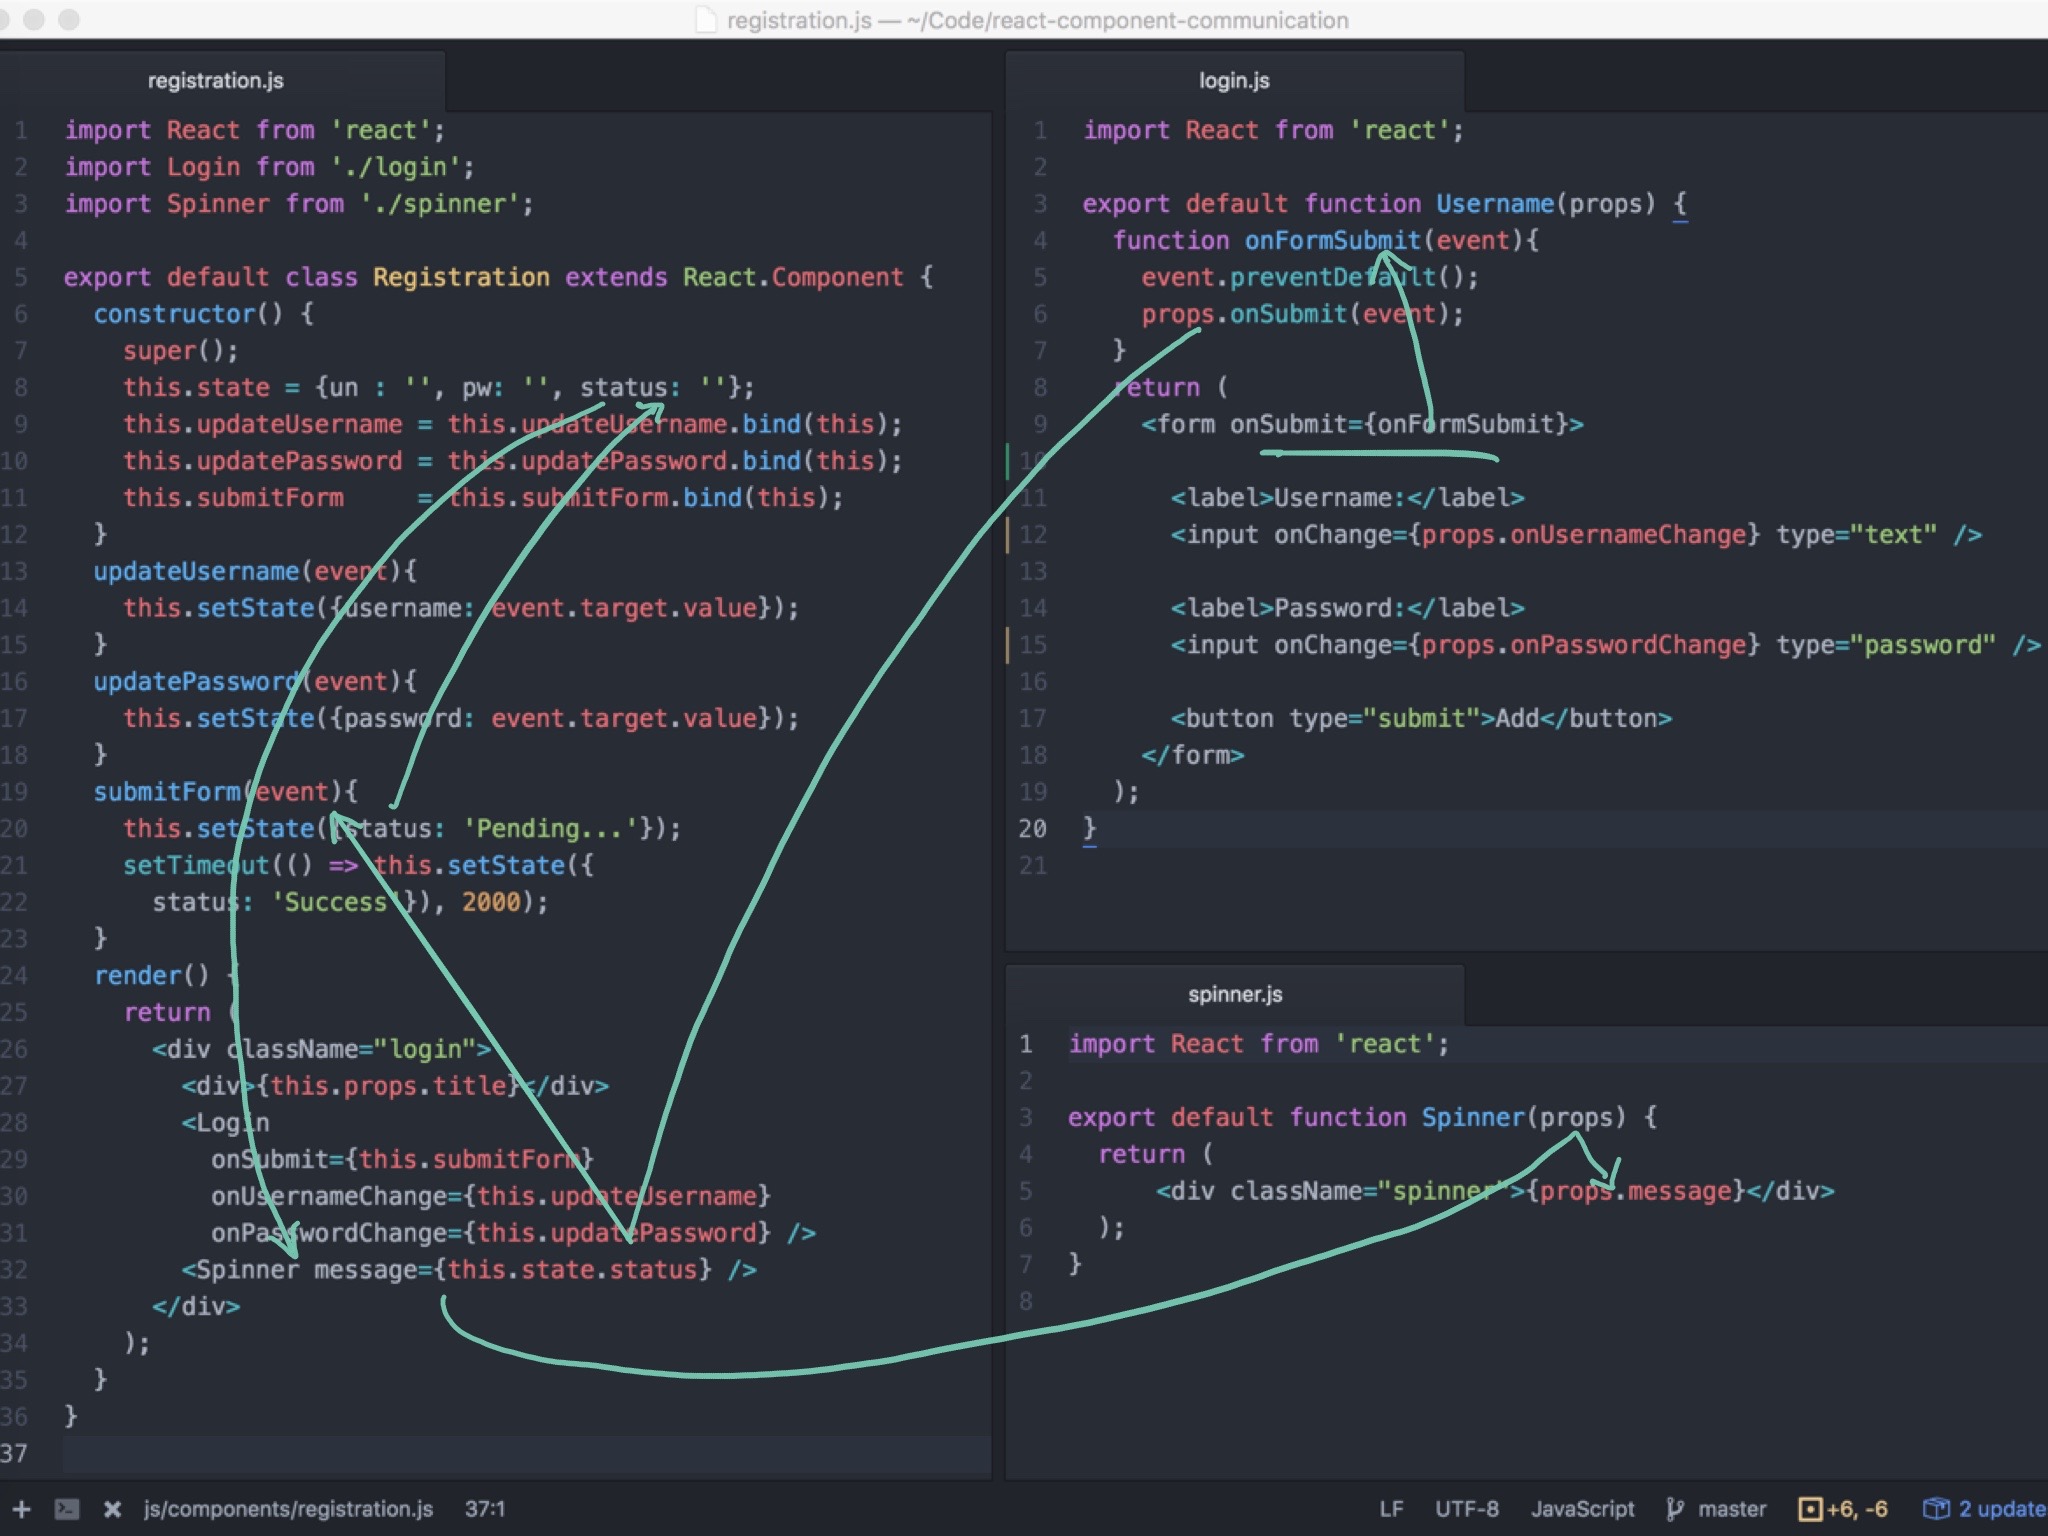 registration.js — ~/Code/react-component-communication
registration.js
1 import React from 'react';
2 import Login from './login';
3 import Spinner from './spinner';
4
5 export default class Registration extends React.Component {
6 constructor() {
7 super();
8 this.state = {un : '', pw: '', status: ''};
9 this.updateUsername = this.updateUsername.bind(this);
10 this.updatePassword = this.updatePassword.bind(this);
11 this.submitForm     = this.submitForm.bind(this);
12 }
13 updateUsername(event){
14 this.setState({username: event.target.value});
15 }
16 updatePassword(event){
17 this.setState({password: event.target.value});
18 }
19 submitForm(event){
20 this.setState({status: 'Pending...'});
21 setTimeout(() => this.setState({
22 status: 'Success'}), 2000);
23 }
24 render() {
25 return (
26 <div className="login">
27 <div>{this.props.title}</div>
28 <Login
29 onSubmit={this.submitForm}
30 onUsernameChange={this.updateUsername}
31 onPasswordChange={this.updatePassword} />
32 <Spinner message={this.state.status} />
33 </div>
34 );
35 }
36 }
37
login.js
1 import React from 'react';
2
3 export default function Username(props) {
4 function onFormSubmit(event){
5 event.preventDefault();
6 props.onSubmit(event);
7 }
8 return (
9 <form onSubmit={onFormSubmit}>
10
11 <label>Username:</label>
12 <input onChange={props.onUsernameChange} type="text" />
13
14 <label>Password:</label>
15 <input onChange={props.onPasswordChange} type="password" />
16
17 <button type="submit">Add</button>
18 </form>
19 );
20 }
21
spinner.js
1 import React from 'react';
2
3 export default function Spinner(props) {
4 return (
5 <div className="spinner">{props.message}</div>
6 );
7 }
8
js/components/registration.js 37:1 LF UTF-8 JavaScript master +6, -6 2 update